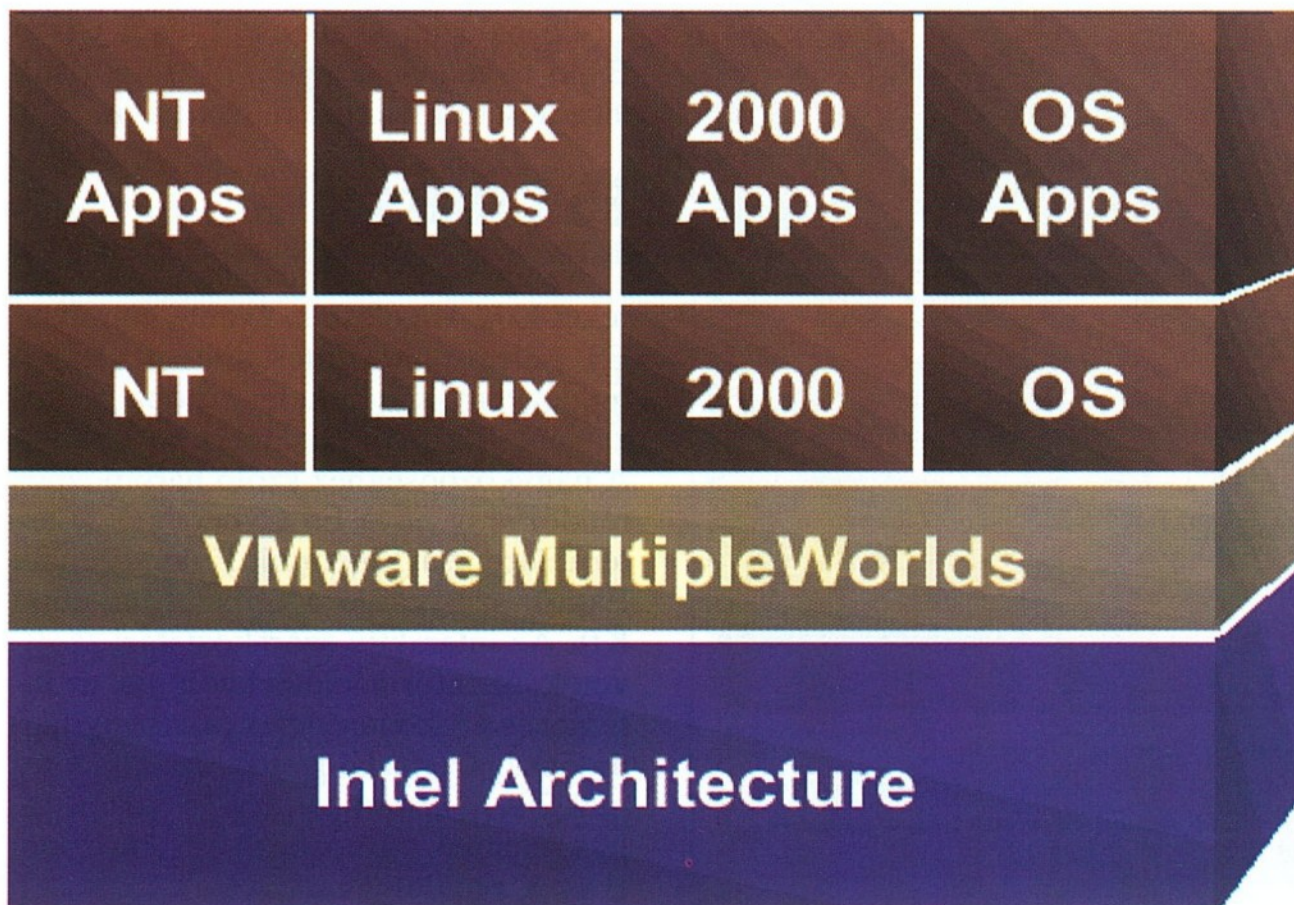 NT
Apps
Linux
Apps
2000
Apps
OS
Apps
NT
Linux
2000
OS
VMware MultipleWorlds
Intel Architecture